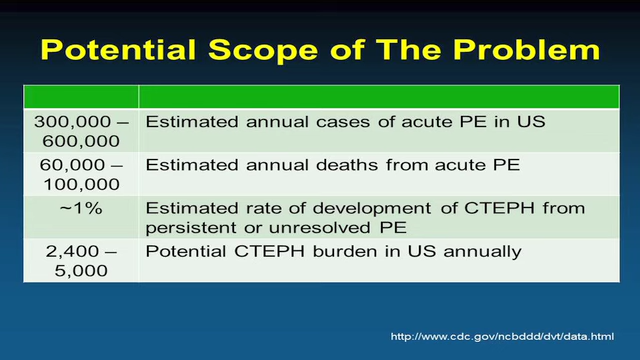 Potential Scope of The Problem
300,000 –
600,000
Estimated annual cases of acute PE in US
60,000 –
100,000
Estimated annual deaths from acute PE
~1%
Estimated rate of development of CTEPH from
persistent or unresolved PE
2,400 –
5,000
Potential CTEPH burden in US annually
http://www.cdc.gov/ncbddd/dvt/data.html